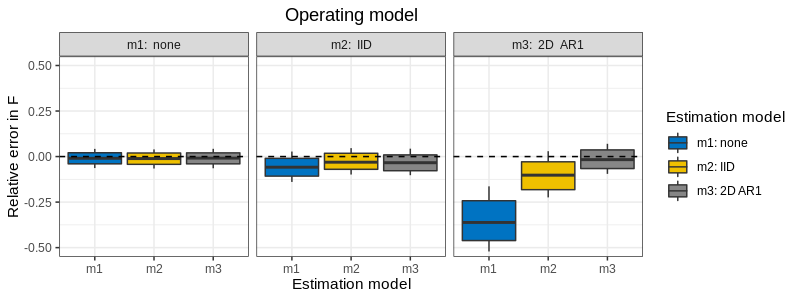 Operating model
m1: none
m2: IID
m3: 2D AR1
Relative error in F
0.50
0.25
0.00
-0.25
-0.50
m1 m2 m3
m1 m2 m3
m1 m2 m3
Estimation model
Estimation model
m1: none
m2: IID
m3: 2D AR1